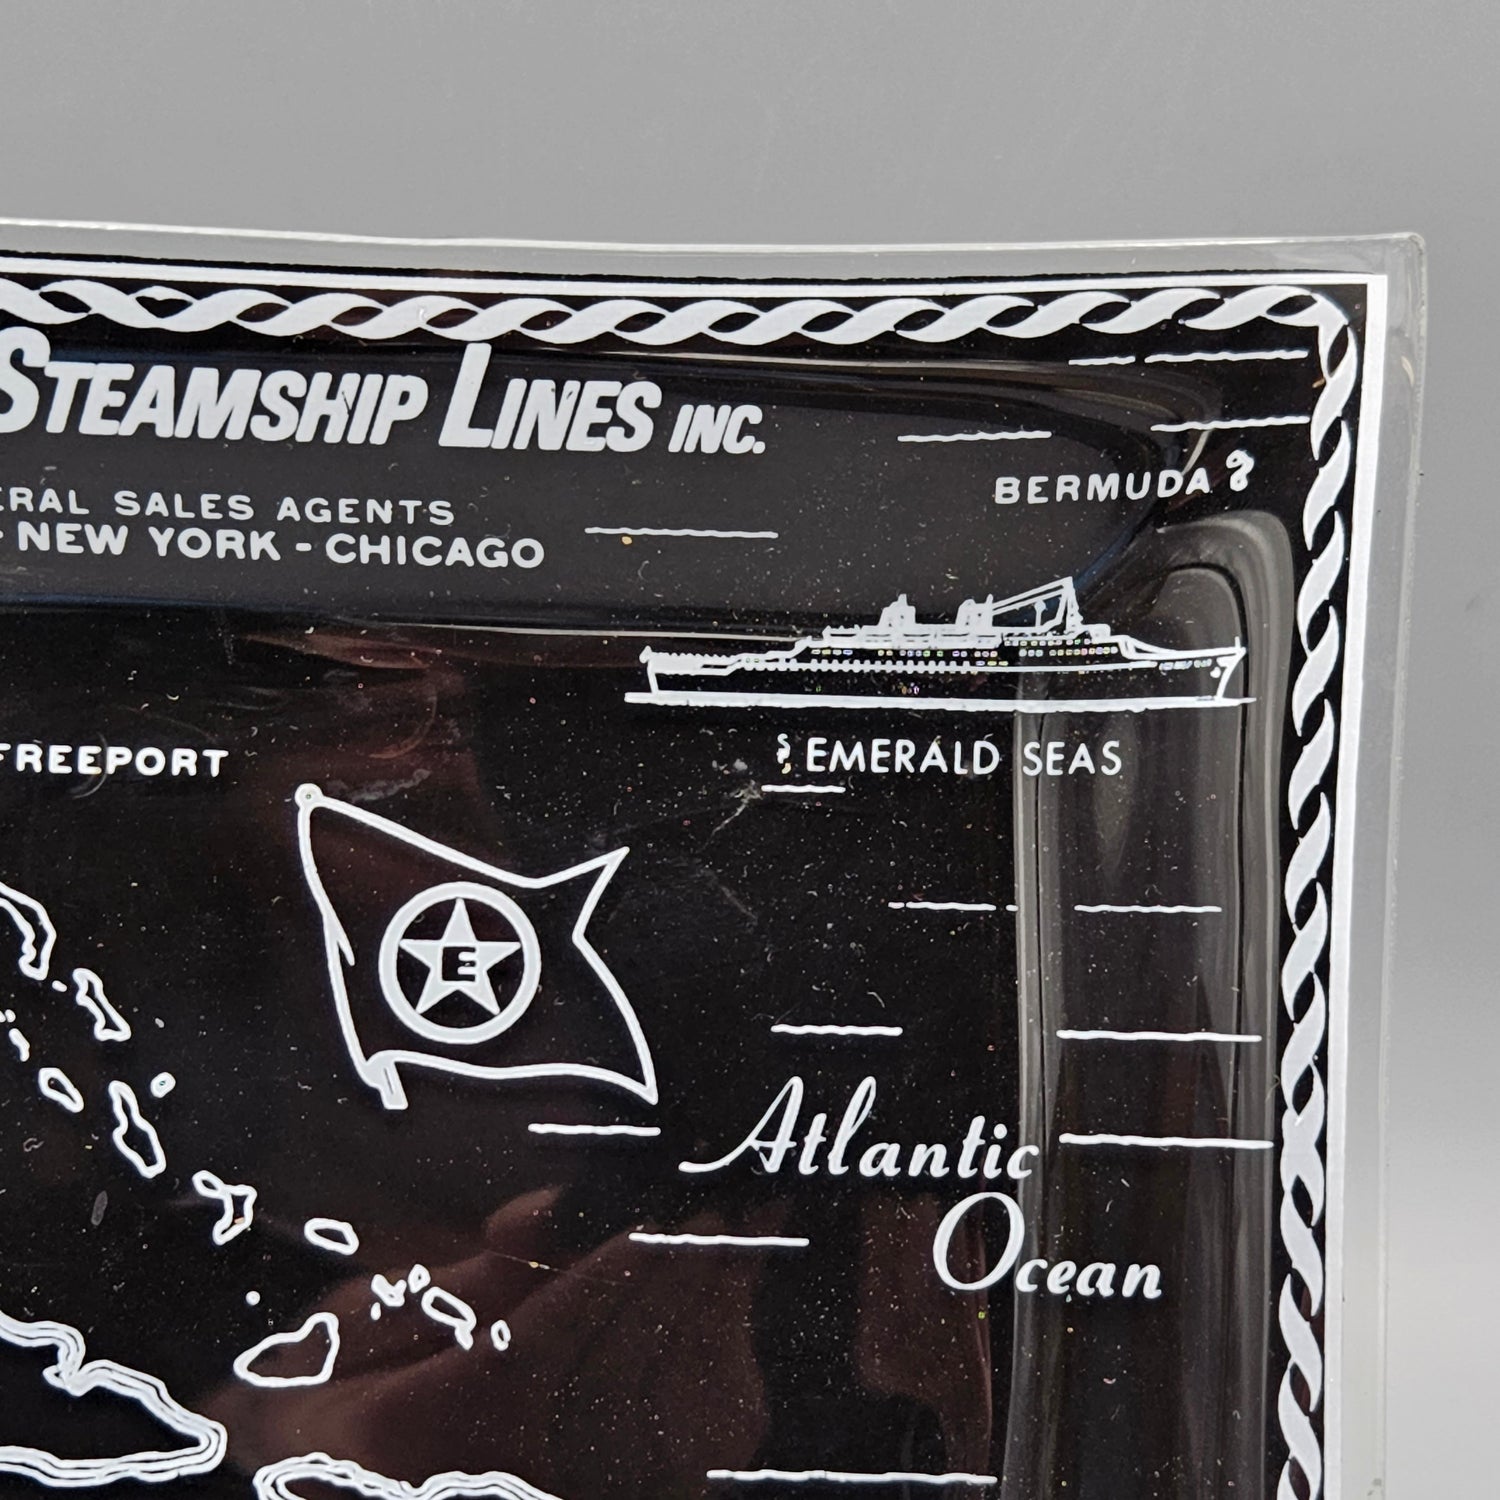 STEAMSHIP LINES INC.
ERAL SALES AGENTS
- NEW YORK - CHICAGO
BERMUDA
S/S EMERALD SEAS
FREEPORT
E
Atlantic
Ocean